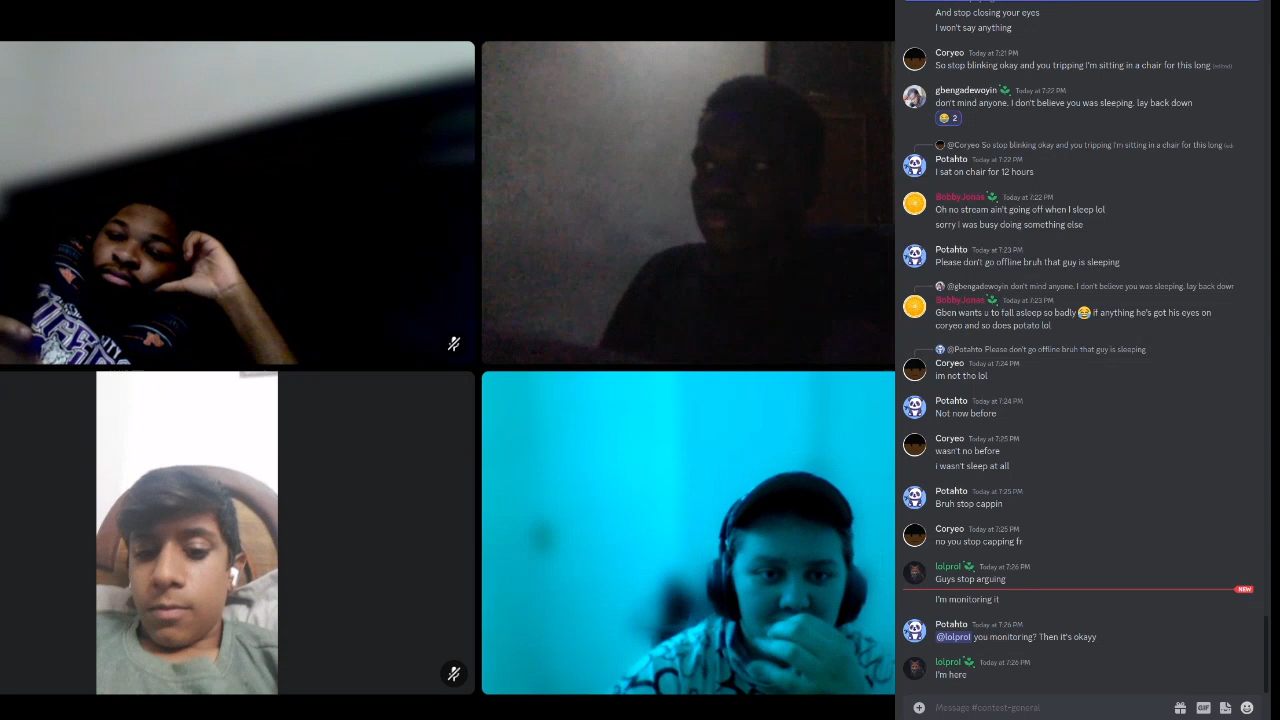 And stop closing your eyes
I won't say anything
Coryeo Today at 7:21 PM
So stop blinking okay and you tripping I'm sitting in a chair for this long (edited)
gbengadewoyin Today at 7:22 PM
don't mind anyone. I don't believe you was sleeping. lay back down
😂 2
@Coryeo So stop blinking okay and you tripping I'm sitting in a chair for this long
Potahto Today at 7:22 PM
I sat on chair for 12 hours
BobbyJonas Today at 7:22 PM
Oh no stream ain't going off when I sleep lol
sorry I was busy doing something else
Potahto Today at 7:23 PM
Please don't go offline bruh that guy is sleeping
@gbengadewoyin don't mind anyone. I don't believe you was sleeping. lay back down
BobbyJonas Today at 7:23 PM
Gben wants u to fall asleep so badly 😂 if anything he's got his eyes on
coryeo and so does potato lol
@Potahto Please don't go offline bruh that guy is sleeping
Coryeo Today at 7:24 PM
im not tho lol
Potahto Today at 7:24 PM
Not now before
Coryeo Today at 7:25 PM
wasn't no before
i wasn't sleep at all
Potahto Today at 7:25 PM
Bruh stop cappin
Coryeo Today at 7:25 PM
no you stop capping fr
lolproI Today at 7:26 PM
Guys stop arguing
NEW
I'm monitoring it
Potahto Today at 7:26 PM
@lolproI you monitoring? Then it's okayy
lolproI Today at 7:26 PM
I'm here
Message #contest-general
GIF